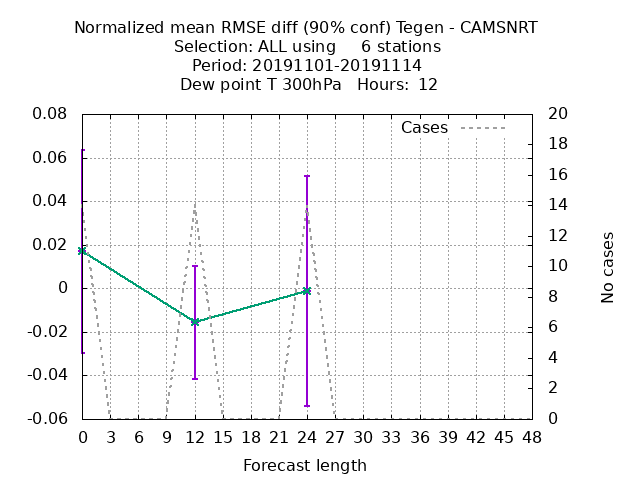 Normalized mean RMSE diff (90% conf) Tegen - CAMSNRT
Selection: ALL using     6 stations
Period: 20191101-20191114
Dew point T 300hPa   Hours:  12
Cases
0.08
0.06
0.04
0.02
0
-0.02
-0.04
-0.06
20
18
16
14
12
10
8
6
4
2
0
No cases
0 3 6 9 12 15 18 21 24 27 30 33 36 39 42 45 48
Forecast length